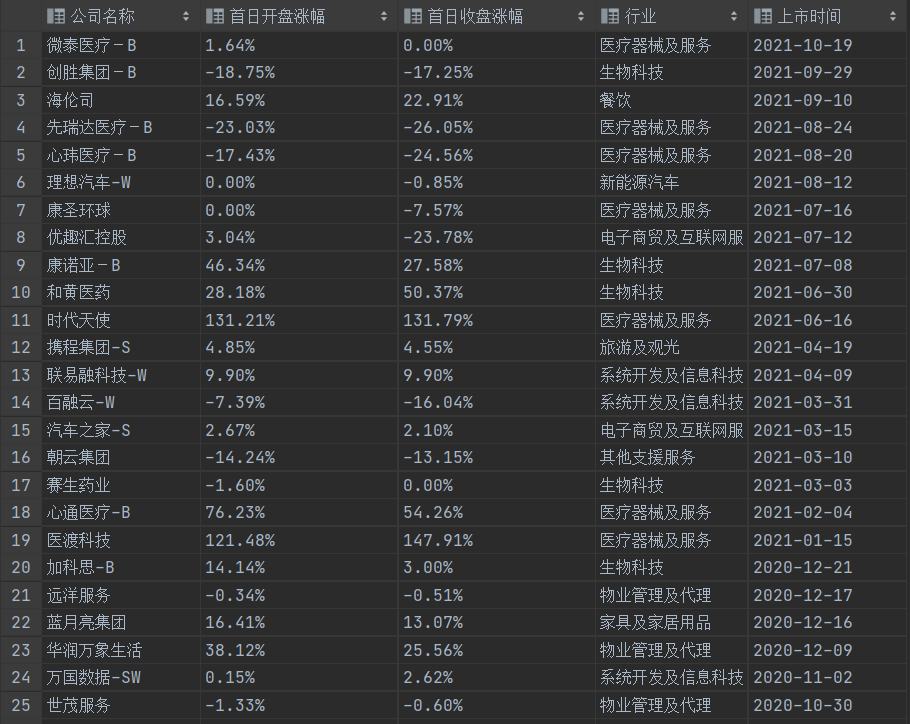 公司名称 首日开盘涨幅 首日收盘涨幅 行业 上市时间
1 微泰医疗－B 1.64% 0.00% 医疗器械及服务 2021-10-19
2 创胜集团－B -18.75% -17.25% 生物科技 2021-09-29
3 海伦司 16.59% 22.91% 餐饮 2021-09-10
4 先瑞达医疗－B -23.03% -26.05% 医疗器械及服务 2021-08-24
5 心玮医疗－B -17.43% -24.56% 医疗器械及服务 2021-08-20
6 理想汽车-W 0.00% -0.85% 新能源汽车 2021-08-12
7 康圣环球 0.00% -7.57% 医疗器械及服务 2021-07-16
8 优趣汇控股 3.04% -23.78% 电子商贸及互联网服 2021-07-12
9 康诺亚－B 46.34% 27.58% 生物科技 2021-07-08
10 和黄医药 28.18% 50.37% 生物科技 2021-06-30
11 时代天使 131.21% 131.79% 医疗器械及服务 2021-06-16
12 携程集团-S 4.85% 4.55% 旅游及观光 2021-04-19
13 联易融科技-W 9.90% 9.90% 系统开发及信息科技 2021-04-09
14 百融云-W -7.39% -16.04% 系统开发及信息科技 2021-03-31
15 汽车之家-S 2.67% 2.10% 电子商贸及互联网服 2021-03-15
16 朝云集团 -14.24% -13.15% 其他支援服务 2021-03-10
17 赛生药业 -1.60% 0.00% 生物科技 2021-03-03
18 心通医疗-B 76.23% 54.26% 医疗器械及服务 2021-02-04
19 医渡科技 121.48% 147.91% 医疗器械及服务 2021-01-15
20 加科思-B 14.14% 3.00% 生物科技 2020-12-21
21 远洋服务 -0.34% -0.51% 物业管理及代理 2020-12-17
22 蓝月亮集团 16.41% 13.07% 家具及家居用品 2020-12-16
23 华润万象生活 38.12% 25.56% 物业管理及代理 2020-12-09
24 万国数据-SW 0.15% 2.62% 系统开发及信息科技 2020-11-02
25 世茂服务 -1.33% -0.60% 物业管理及代理 2020-10-30